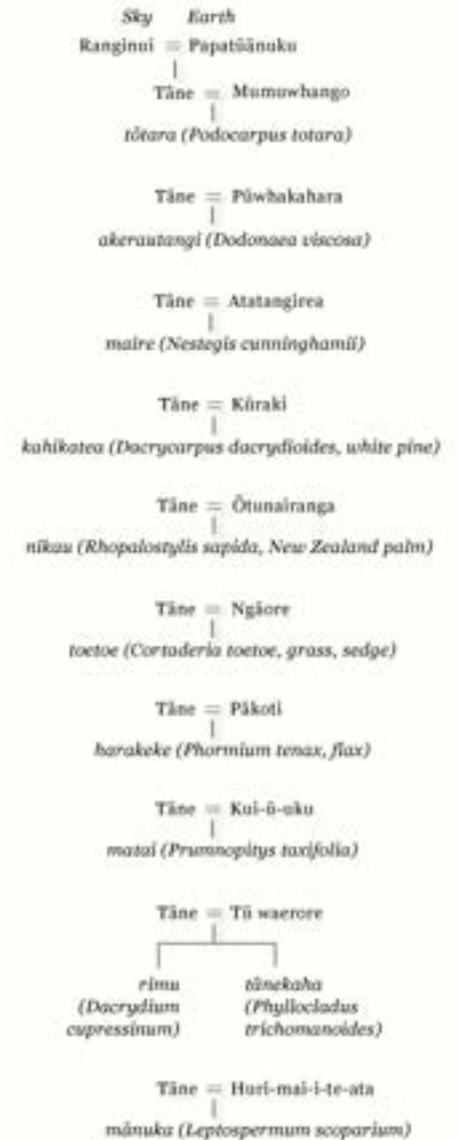 Sky Earth
Ranginui = Papatūānuku
Tāne = Mumuwhango
tōtara (Podocarpus totara)
Tāne = Pūwhakahara
akerautangi (Dodonaea viscosa)
Tāne = Atatangirea
maire (Nestegis cunninghamii)
Tāne = Kūraki
kahikatea (Dacrycarpus dacrydioides, white pine)
Tāne = Ōtunairanga
nīkau (Rhopalostylis sapida, New Zealand palm)
Tāne = Ngāore
toetoe (Cortaderia toetoe, grass, sedge)
Tāne = Pākoti
harakeke (Phormium tenax, flax)
Tāne = Kui-ū-uku
matai (Prumnopitys taxifolia)
Tāne = Tū waerore
rimu tānekaha
(Dacrydium (Phyllocladus
cupressinum) trichomanoides)
Tāne = Huri-mai-i-te-ata
mānuka (Leptospermum scoparium)